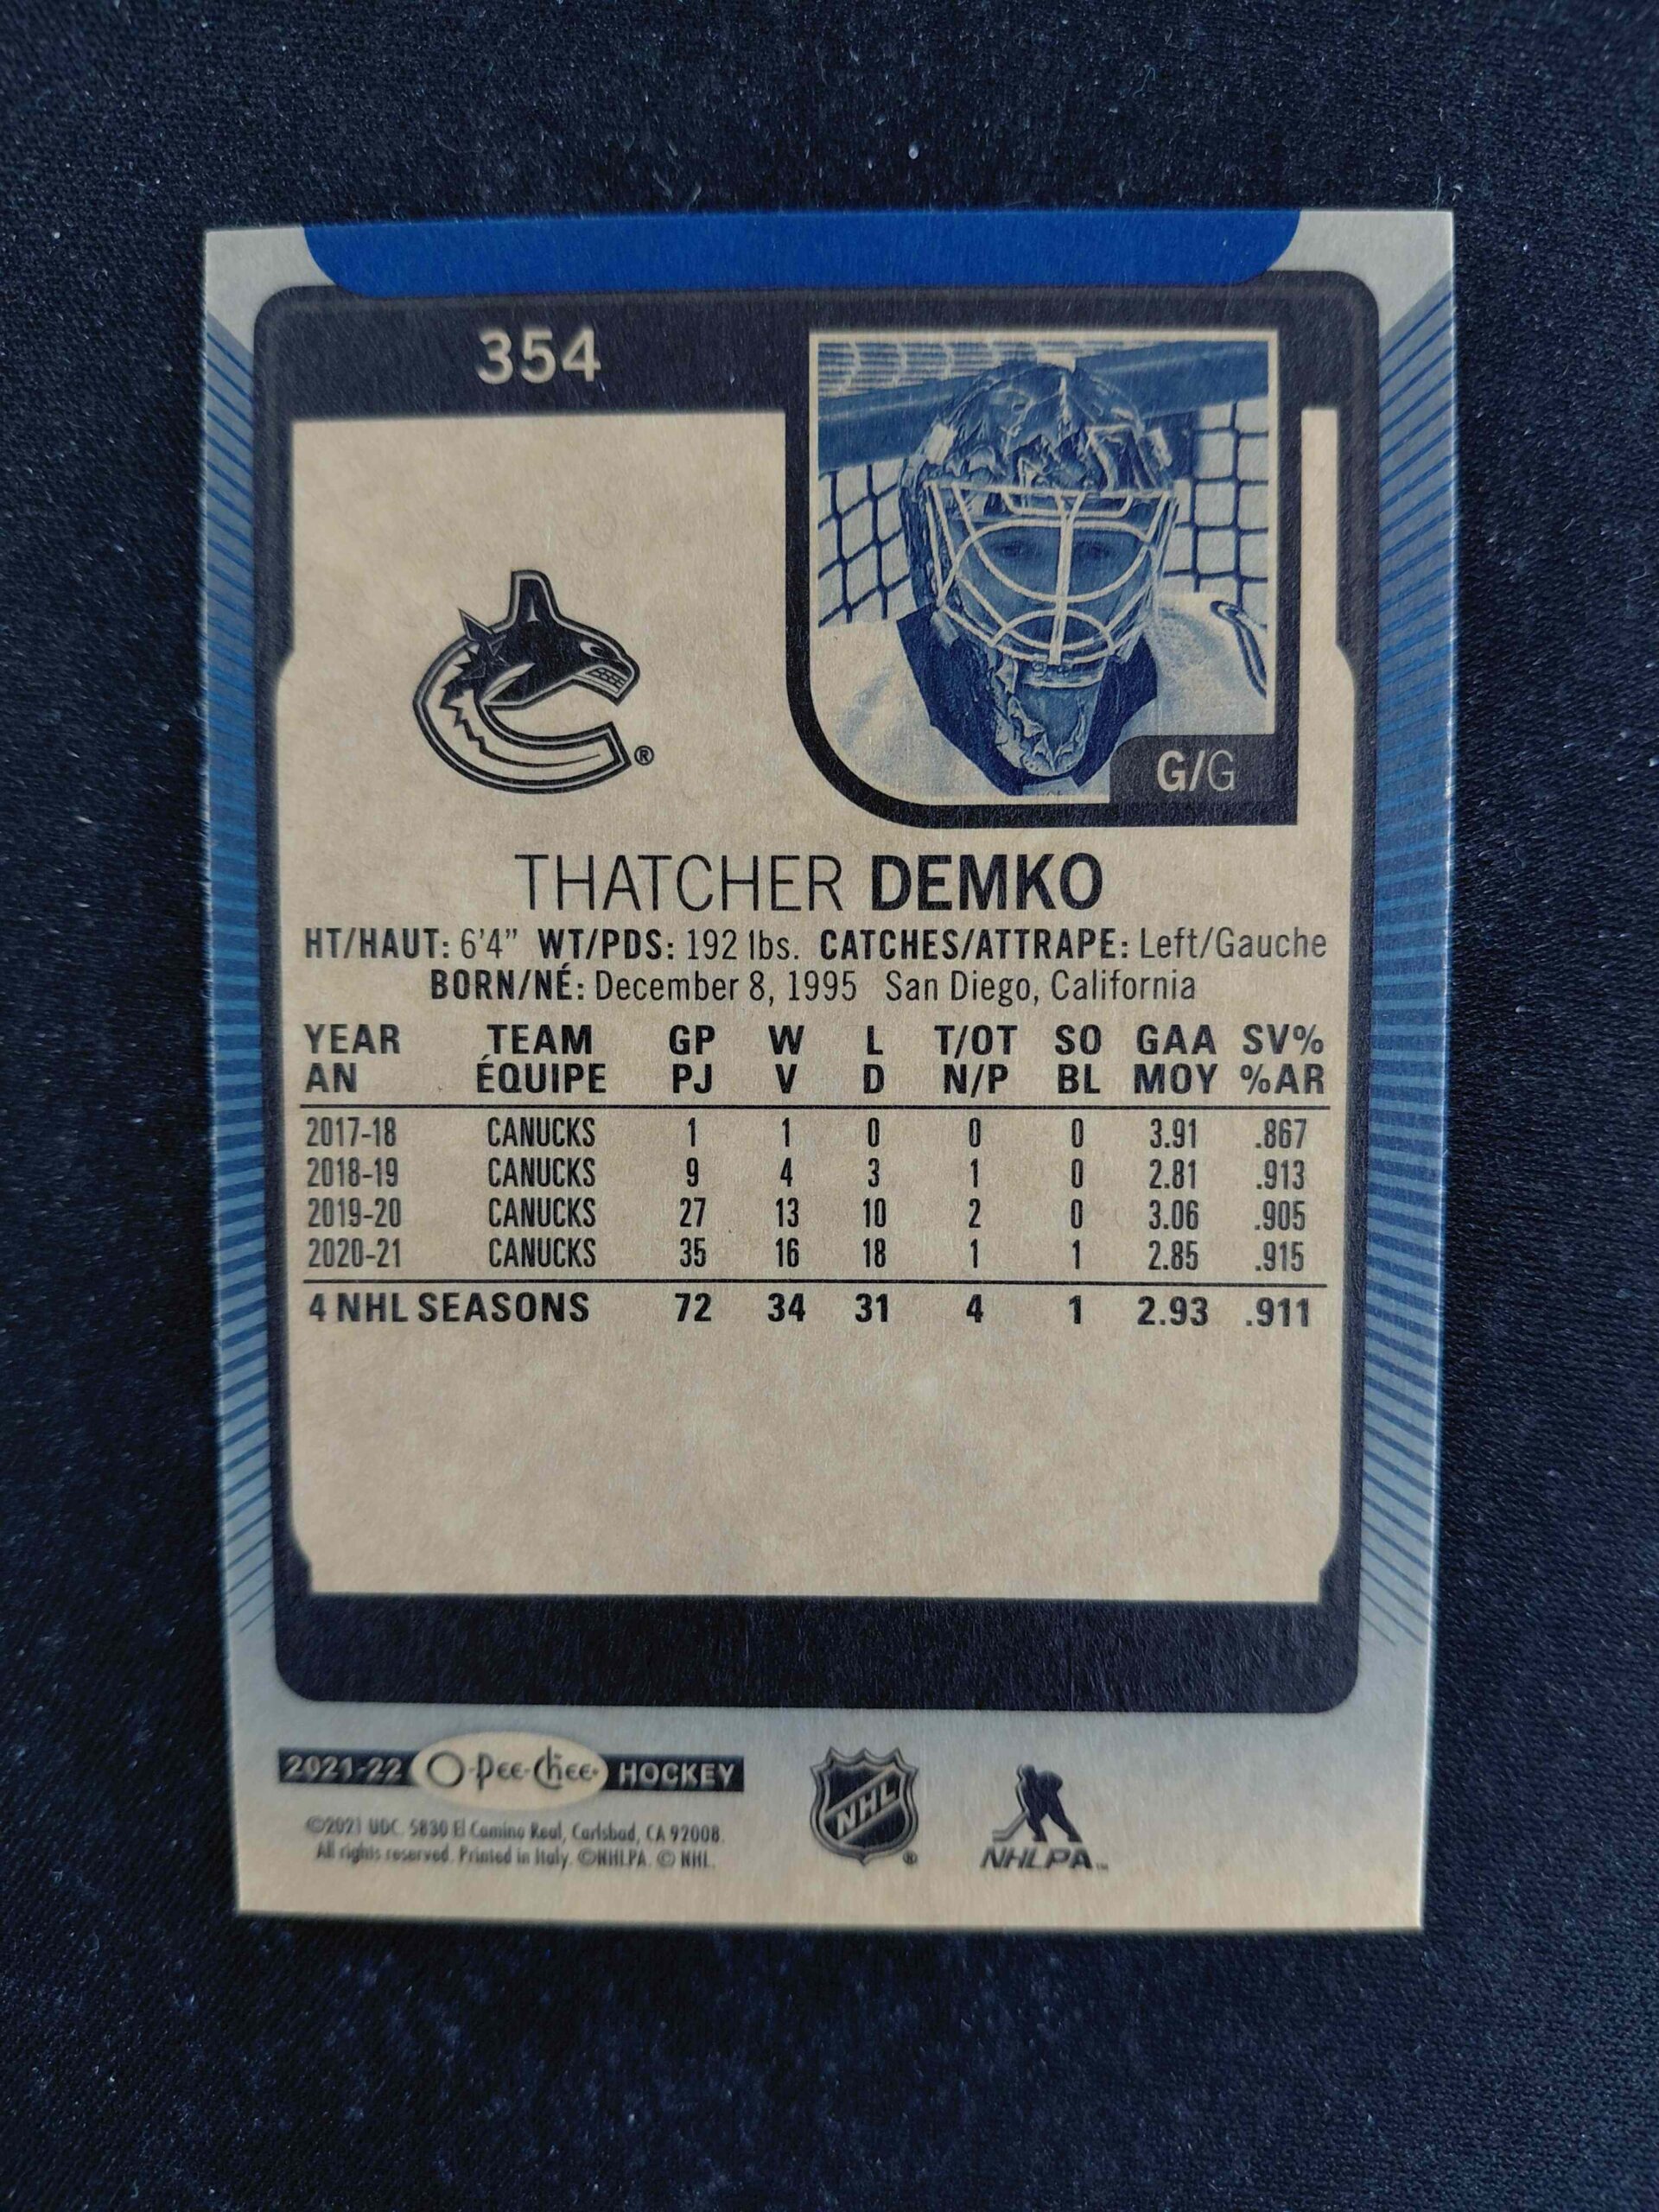 354
G/G
®
THATCHER DEMKO
HT/HAUT: 6'4" WT/PDS: 192 lbs. CATCHES/ATTRAPE: Left/Gauche
BORN/NÉ: December 8, 1995 San Diego, California
YEAR TEAM GP W L T/OT SO GAA SV%
AN ÉQUIPE PJ V D N/P BL MOY %AR
2017-18 CANUCKS 1 1 0 0 0 3.91 .867
2018-19 CANUCKS 9 4 3 1 0 2.81 .913
2019-20 CANUCKS 27 13 10 2 0 3.06 .905
2020-21 CANUCKS 35 16 18 1 1 2.85 .915
4 NHL SEASONS 72 34 31 4 1 2.93 .911
2021-22 O-Pee-Chee HOCKEY
©2021 UDC. 5830 El Camino Real, Carlsbad, CA 92008.
All rights reserved. Printed in Italy. ©NHLPA. © NHL.
NHL ®
NHLPA™